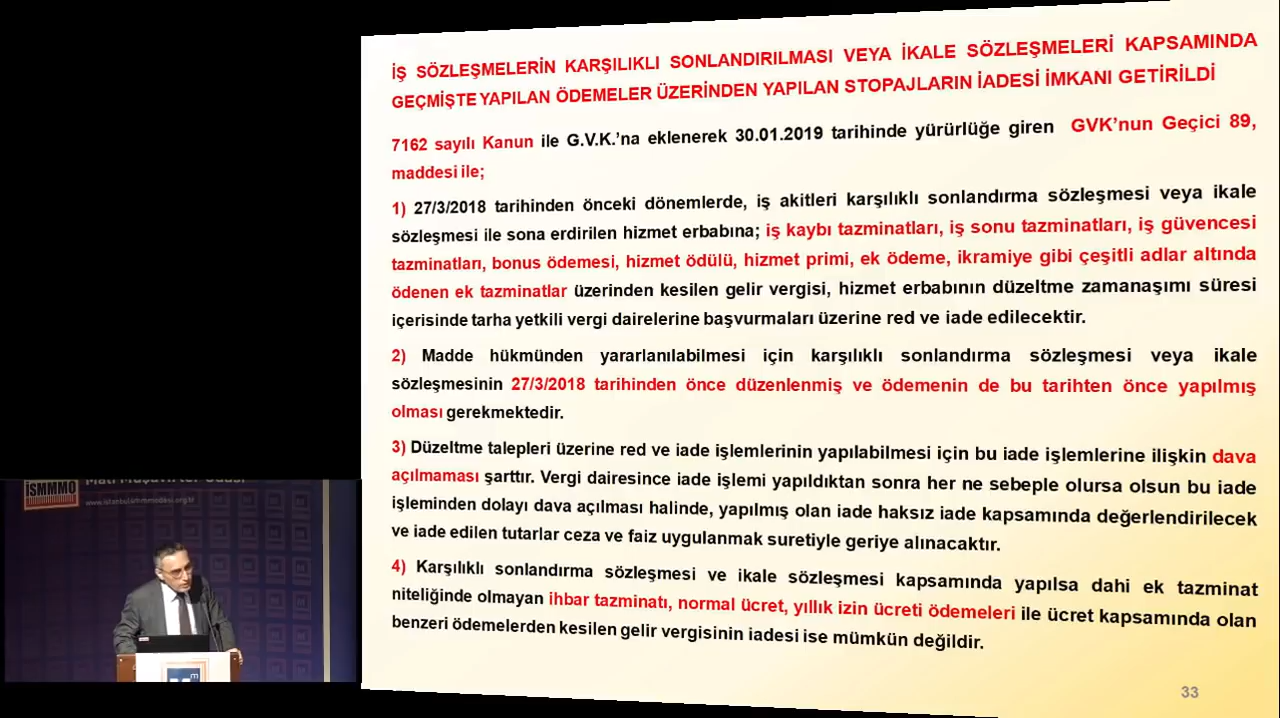 İŞ SÖZLEŞMELERİN KARŞILIKLI SONLANDIRILMASI VEYA İKALE SÖZLEŞMELERİ KAPSAMINDA
GEÇMİŞTE YAPILAN ÖDEMELER ÜZERİNDEN YAPILAN STOPAJLARIN İADESİ İMKANI GETİRİLDİ
7162 sayılı Kanun ile G.V.K.'na eklenerek 30.01.2019 tarihinde yürürlüğe giren GVK'nun Geçici 89,
maddesi ile;
1) 27/3/2018 tarihinden önceki dönemlerde, iş akitleri karşılıklı sonlandırma sözleşmesi veya ikale
sözleşmesi ile sona erdirilen hizmet erbabına; iş kaybı tazminatları, iş sonu tazminatları, iş güvencesi
tazminatları, bonus ödemesi, hizmet ödülü, hizmet primi, ek ödeme, ikramiye gibi çeşitli adlar altında
ödenen ek tazminatlar üzerinden kesilen gelir vergisi, hizmet erbabının düzeltme zamanaşımı süresi
içerisinde tarha yetkili vergi dairelerine başvurmaları üzerine red ve iade edilecektir.
2) Madde hükmünden yararlanılabilmesi için karşılıklı sonlandırma sözleşmesi veya ikale
sözleşmesinin 27/3/2018 tarihinden önce düzenlenmiş ve ödemenin de bu tarihten önce yapılmış
olması gerekmektedir.
3) Düzeltme talepleri üzerine red ve iade işlemlerinin yapılabilmesi için bu iade işlemlerine ilişkin dava
açılmaması şarttır. Vergi dairesince iade işlemi yapıldıktan sonra her ne sebeple olursa olsun bu iade
işleminden dolayı dava açılması halinde, yapılmış olan iade haksız iade kapsamında değerlendirilecek
ve iade edilen tutarlar ceza ve faiz uygulanmak suretiyle geriye alınacaktır.
4) Karşılıklı sonlandırma sözleşmesi ve ikale sözleşmesi kapsamında yapılsa dahi ek tazminat
niteliğinde olmayan ihbar tazminatı, normal ücret, yıllık izin ücreti ödemeleri ile ücret kapsamında olan
benzeri ödemelerden kesilen gelir vergisinin iadesi ise mümkün değildir.
33
İSMMMO
Mali Müşavirler Odası